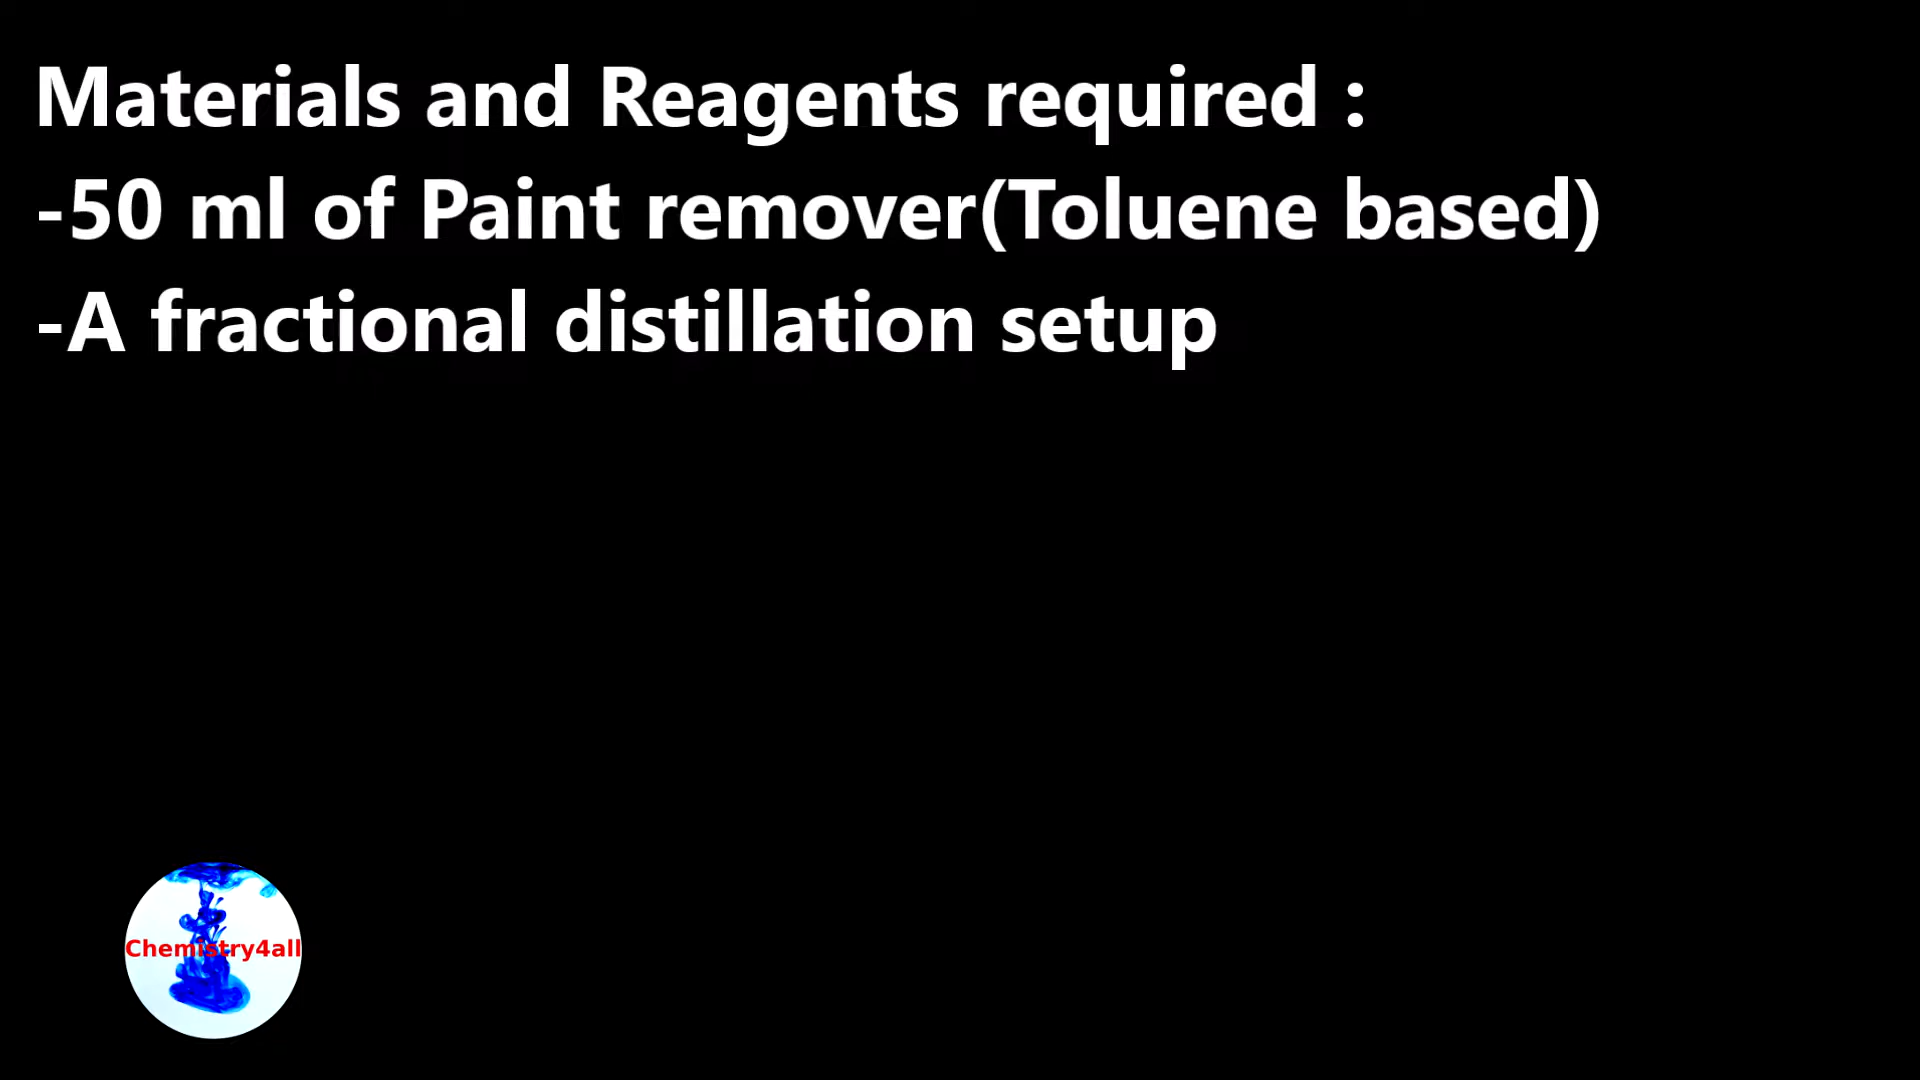 Materials and Reagents required :
-50 ml of Paint remover(Toluene based)
-A fractional distillation setup
Chemistry4all